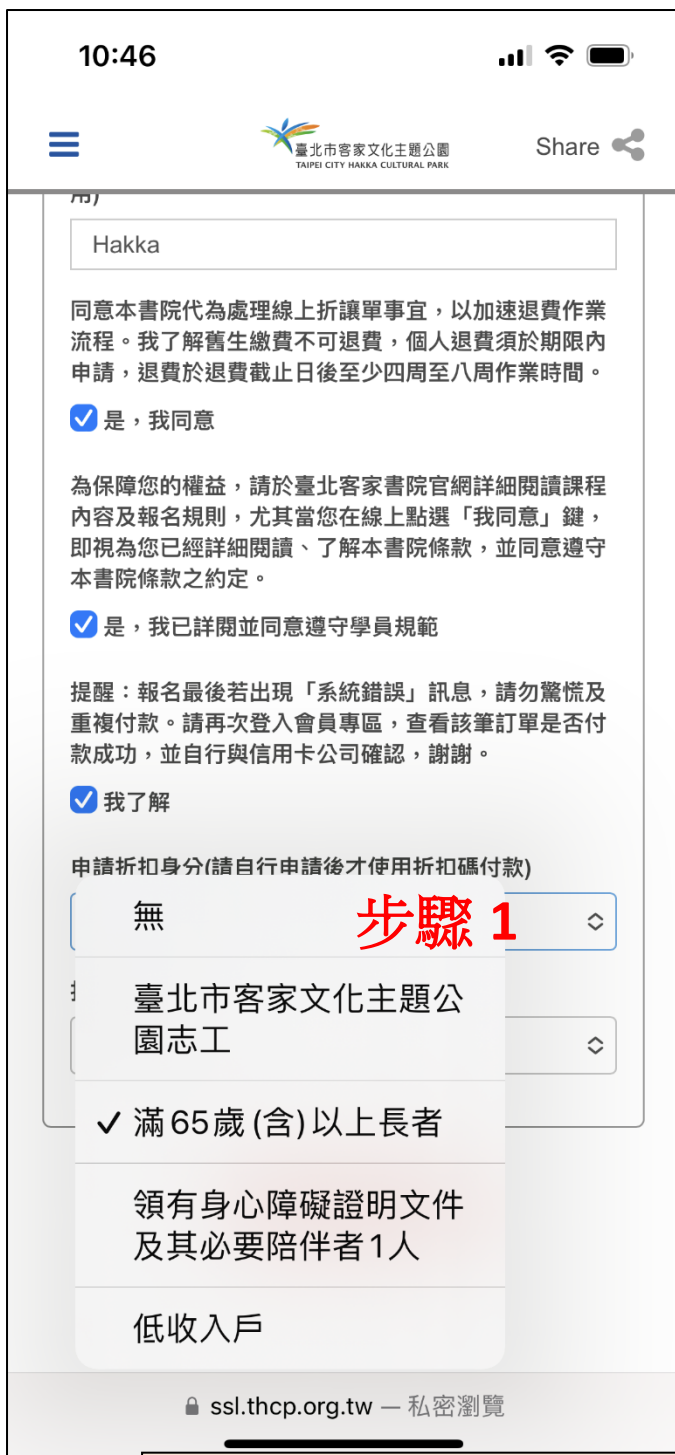 10:46
臺北市客家文化主題公園
TAIPEI CITY HAKKA CULTURAL PARK
Share
用)
Hakka
同意本書院代為處理線上折讓單事宜，以加速退費作業
流程。我了解舊生繳費不可退費，個人退費須於期限內
申請，退費於退費截止日後至少四周至八周作業時間。
是，我同意
為保障您的權益，請於臺北客家書院官網詳細閱讀課程
內容及報名規則，尤其當您在線上點選「我同意」鍵，
即視為您已經詳細閱讀、了解本書院條款，並同意遵守
本書院條款之約定。
是，我已詳閱並同意遵守學員規範
提醒：報名最後若出現「系統錯誤」訊息，請勿驚慌及
重複付款。請再次登入會員專區，查看該筆訂單是否付
款成功，並自行與信用卡公司確認，謝謝。
我了解
申請折扣身分(請自行申請後才使用折扣碼付款)
無
步驟 1
臺北市客家文化主題公
園志工
滿65歲(含)以上長者
領有身心障礙證明文件
及其必要陪伴者1人
低收入戶
ssl.thcp.org.tw — 私密瀏覽